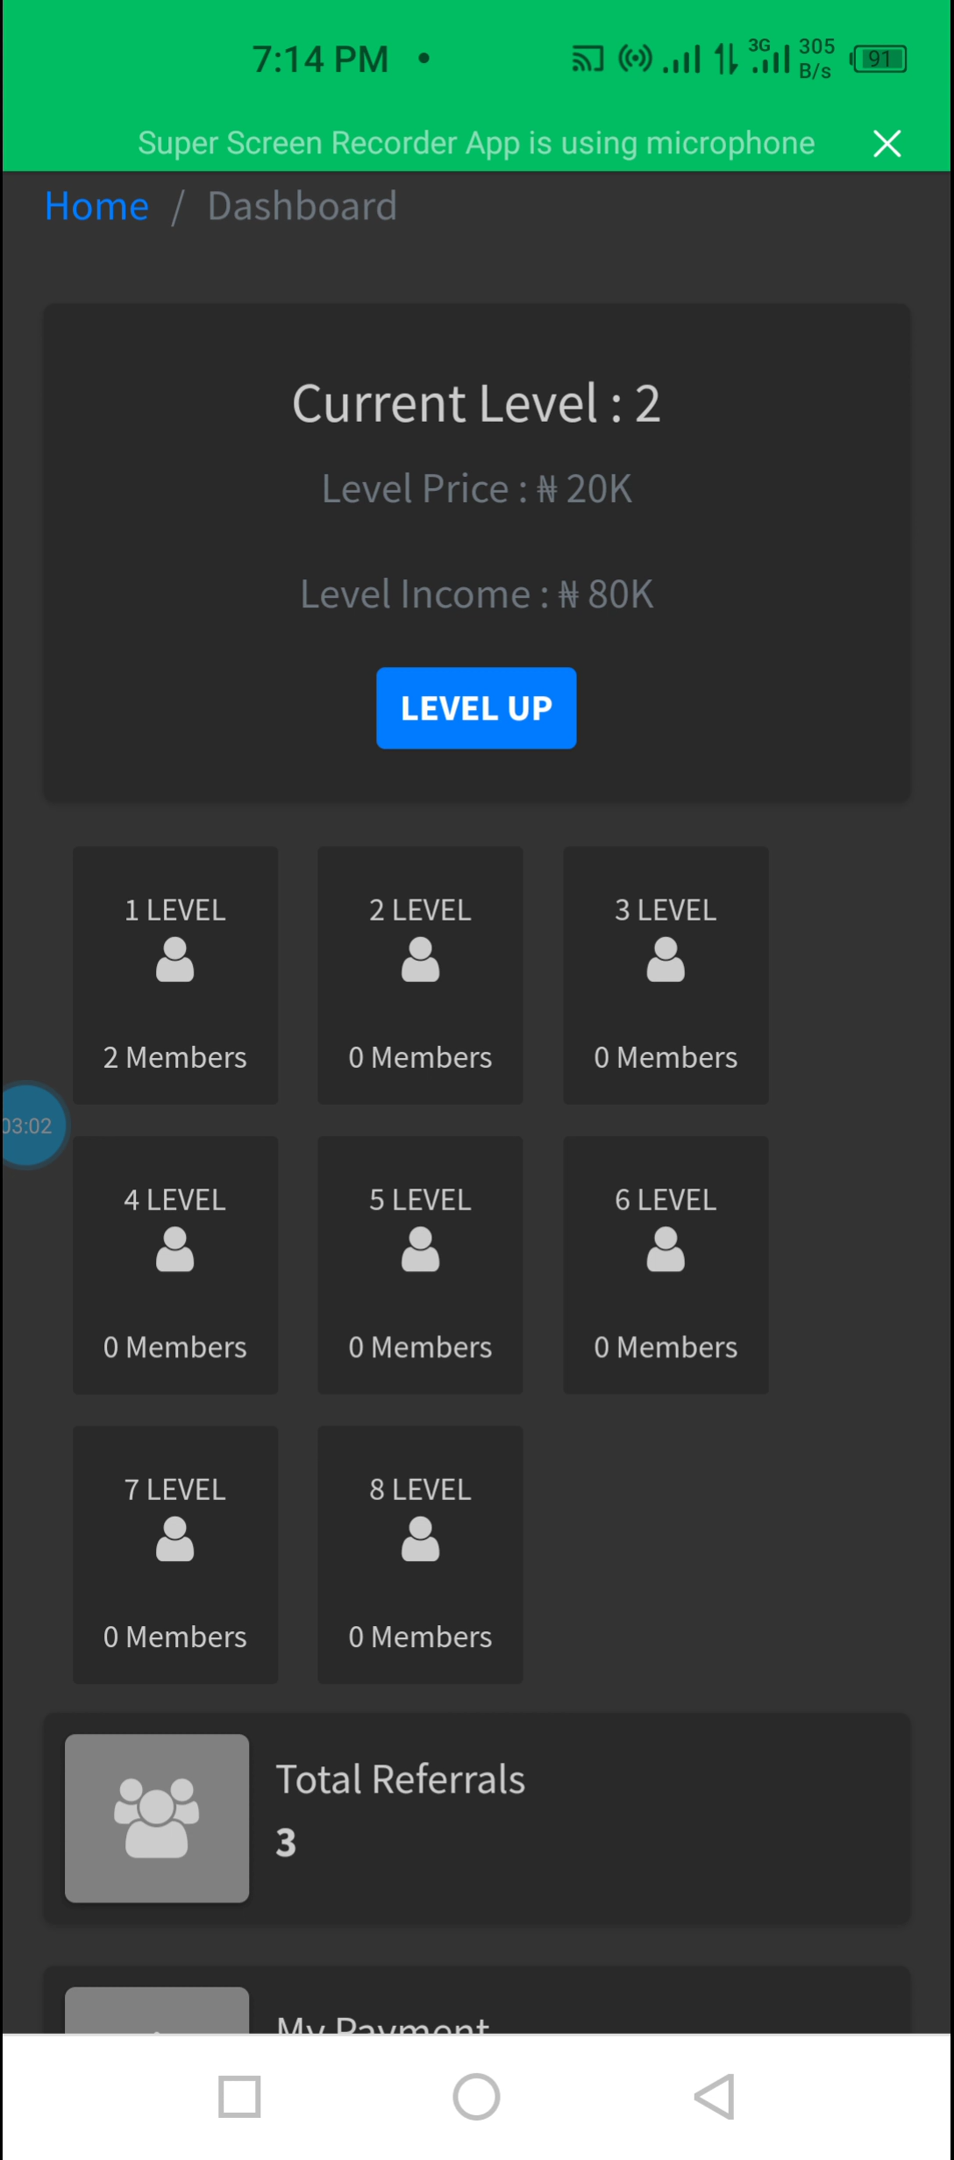 7:14 PM •
3G
305
B/s
91
Super Screen Recorder App is using microphone
Home / Dashboard
Current Level : 2
Level Price : ₦ 20K
Level Income : ₦ 80K
LEVEL UP
1 LEVEL
2 LEVEL
3 LEVEL
2 Members
0 Members
0 Members
03:02
4 LEVEL
5 LEVEL
6 LEVEL
0 Members
0 Members
0 Members
7 LEVEL
8 LEVEL
0 Members
0 Members
Total Referrals
3
My Payment